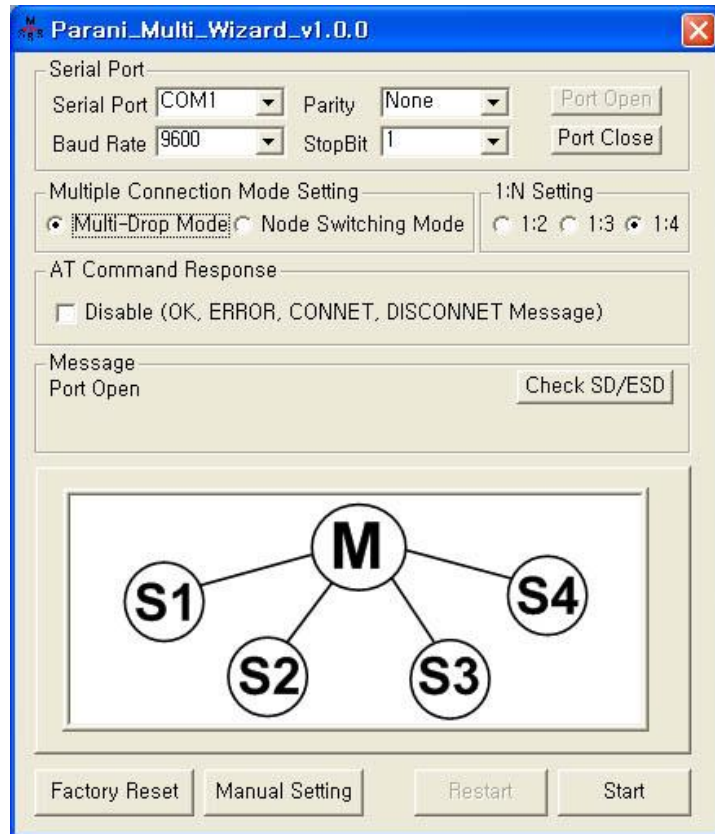 Parani_Multi_Wizard_v1.0.0
Serial Port
Serial Port COM1 Parity None Port Open
Baud Rate 9600 StopBit 1 Port Close
Multiple Connection Mode Setting 1:N Setting
Multi-Drop Mode Node Switching Mode 1:2 1:3 1:4
AT Command Response
Disable (OK, ERROR, CONNET, DISCONNET Message)
Message
Port Open Check SD/ESD
M
S1 S4
S2 S3
Factory Reset Manual Setting Restart Start